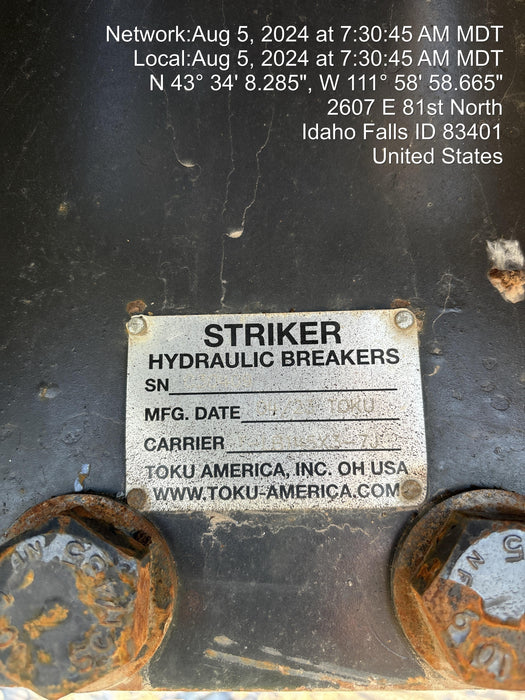 Network:Aug 5, 2024 at 7:30:45 AM MDT
Local:Aug 5, 2024 at 7:30:45 AM MDT
N 43° 34' 8.285", W 111° 58' 58.665"
2607 E 81st North
Idaho Falls ID 83401
United States
STRIKER
HYDRAULIC BREAKERS
SN
MFG. DATE TOKU
CARRIER
TOKU AMERICA, INC. OH USA
WWW.TOKU-AMERICA.COM